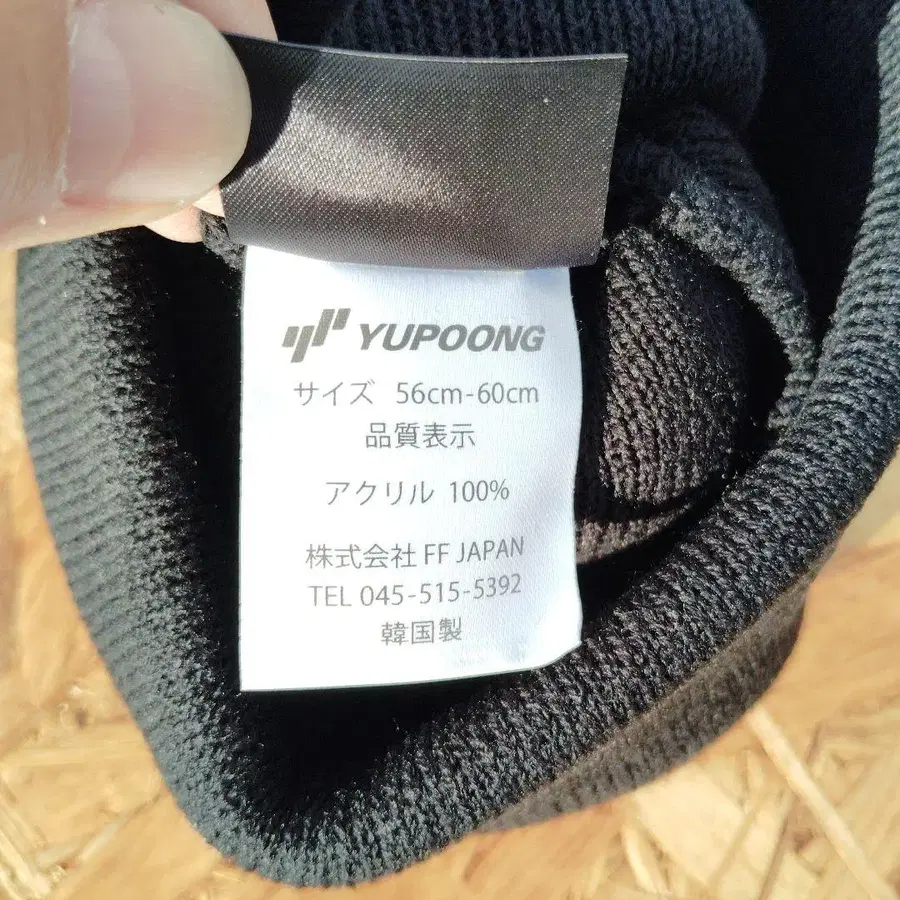 YUPOONG
サイズ 56cm-60cm
品質表示
アクリル 100%
株式会社 FF JAPAN
TEL 045-515-5392
韓国製